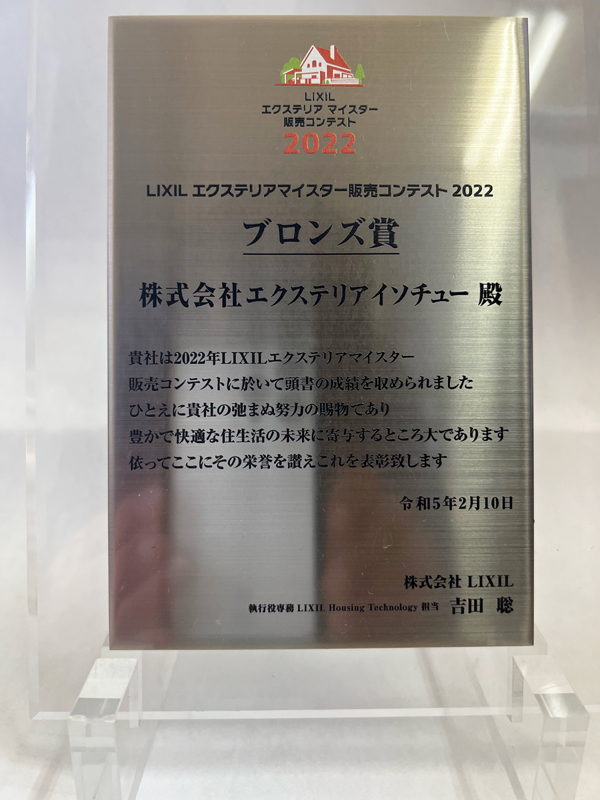 LIXIL
エクステリア マイスター
販売コンテスト
2022
LIXIL エクステリアマイスター販売コンテスト 2022
ブロンズ賞
株式会社エクステリアイソチュー 殿
貴社は2022年LIXILエクステリアマイスター
販売コンテストに於いて頭書の成績を収められました
ひとえに貴社の弛まぬ努力の賜物であり
豊かで快適な住生活の未来に寄与するところ大であります
依ってここにその栄誉を讃えこれを表彰致します
令和5年2月10日
株式会社 LIXIL
執行役専務 LIXIL Housing Technology 担当 吉田 聡